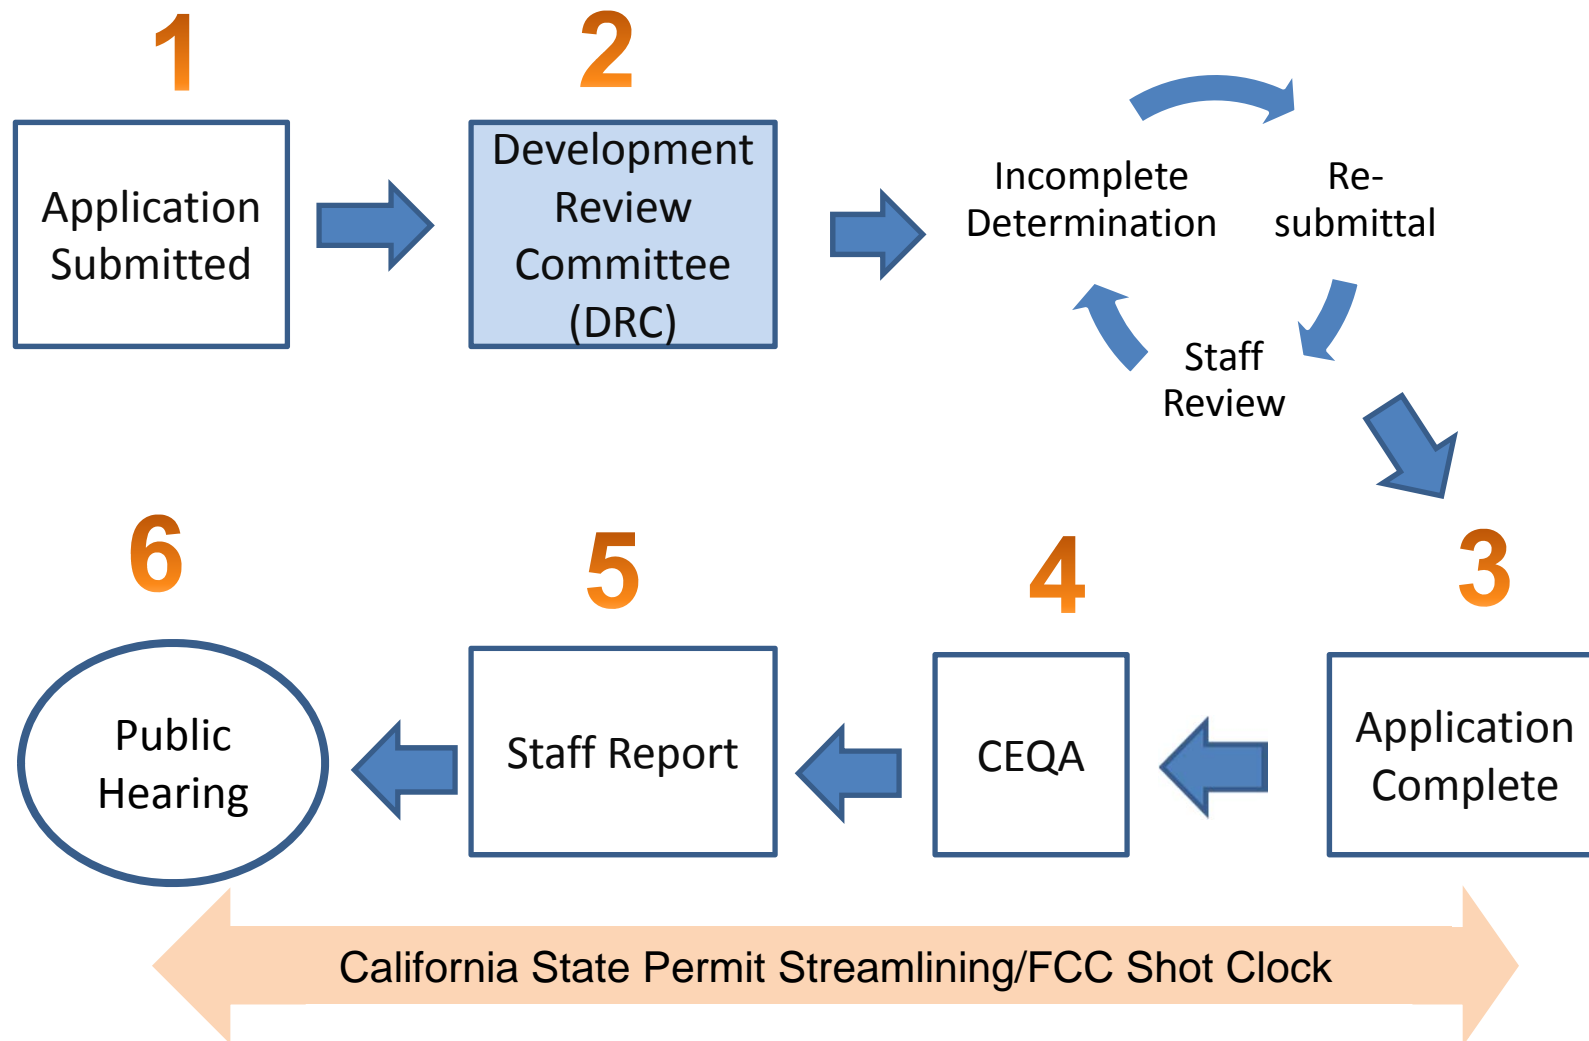 1
Application
Submitted
2
Development
Review
Committee
(DRC)
Incomplete
Determination
Re-
submittal
Staff
Review
3
Application
Complete
4
CEQA
5
Staff Report
6
Public
Hearing
California State Permit Streamlining/FCC Shot Clock